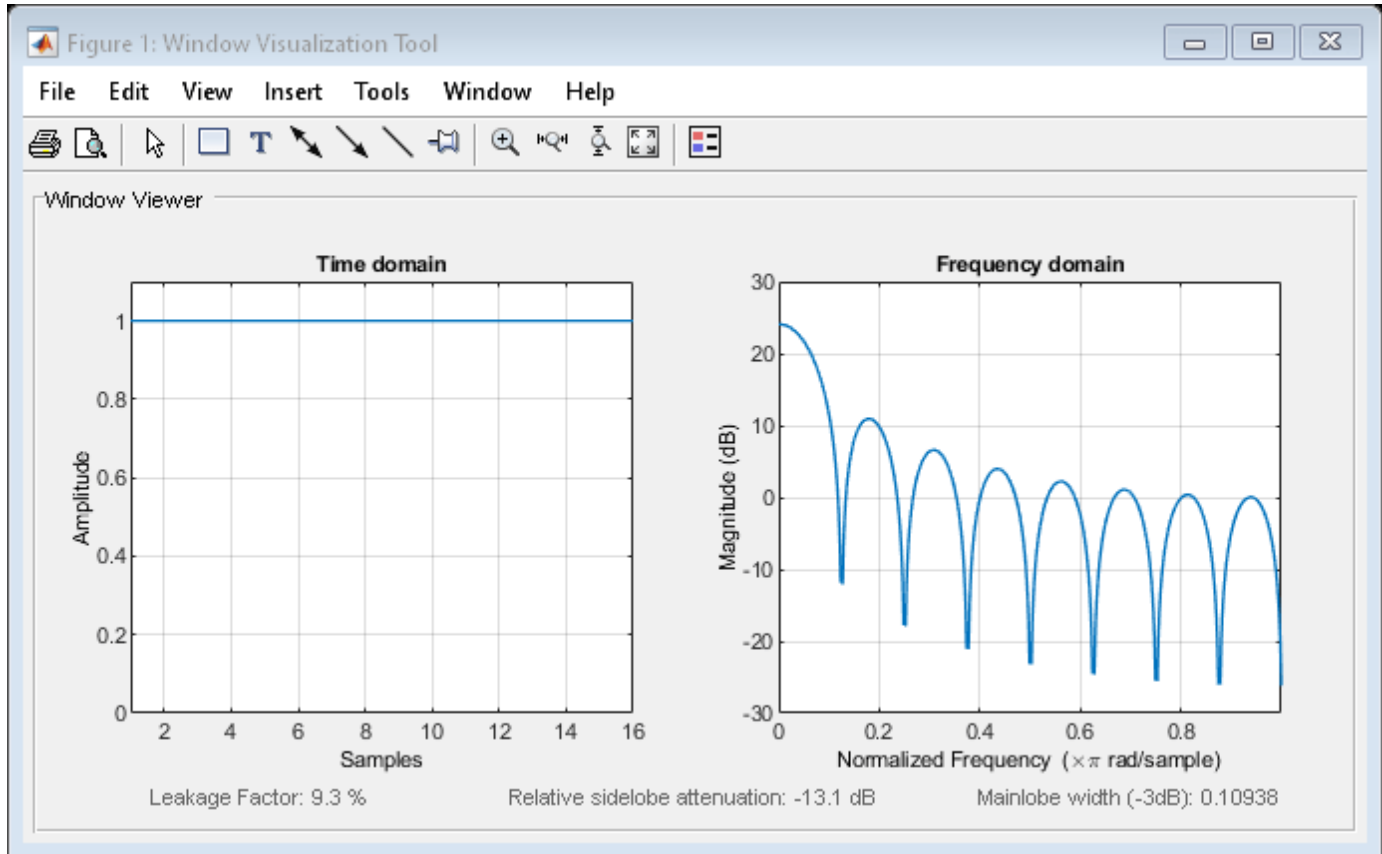 Figure 1: Window Visualization Tool
File Edit View Insert Tools Window Help
T
Window Viewer
Time domain
1
0.8
0.6
0.4
0.2
0
Amplitude
2 4 6 8 10 12 14 16
Samples
Frequency domain
30
20
10
0
-10
-20
-30
Magnitude (dB)
0 0.2 0.4 0.6 0.8
Normalized Frequency (×π rad/sample)
Leakage Factor: 9.3 %
Relative sidelobe attenuation: -13.1 dB
Mainlobe width (-3dB): 0.10938